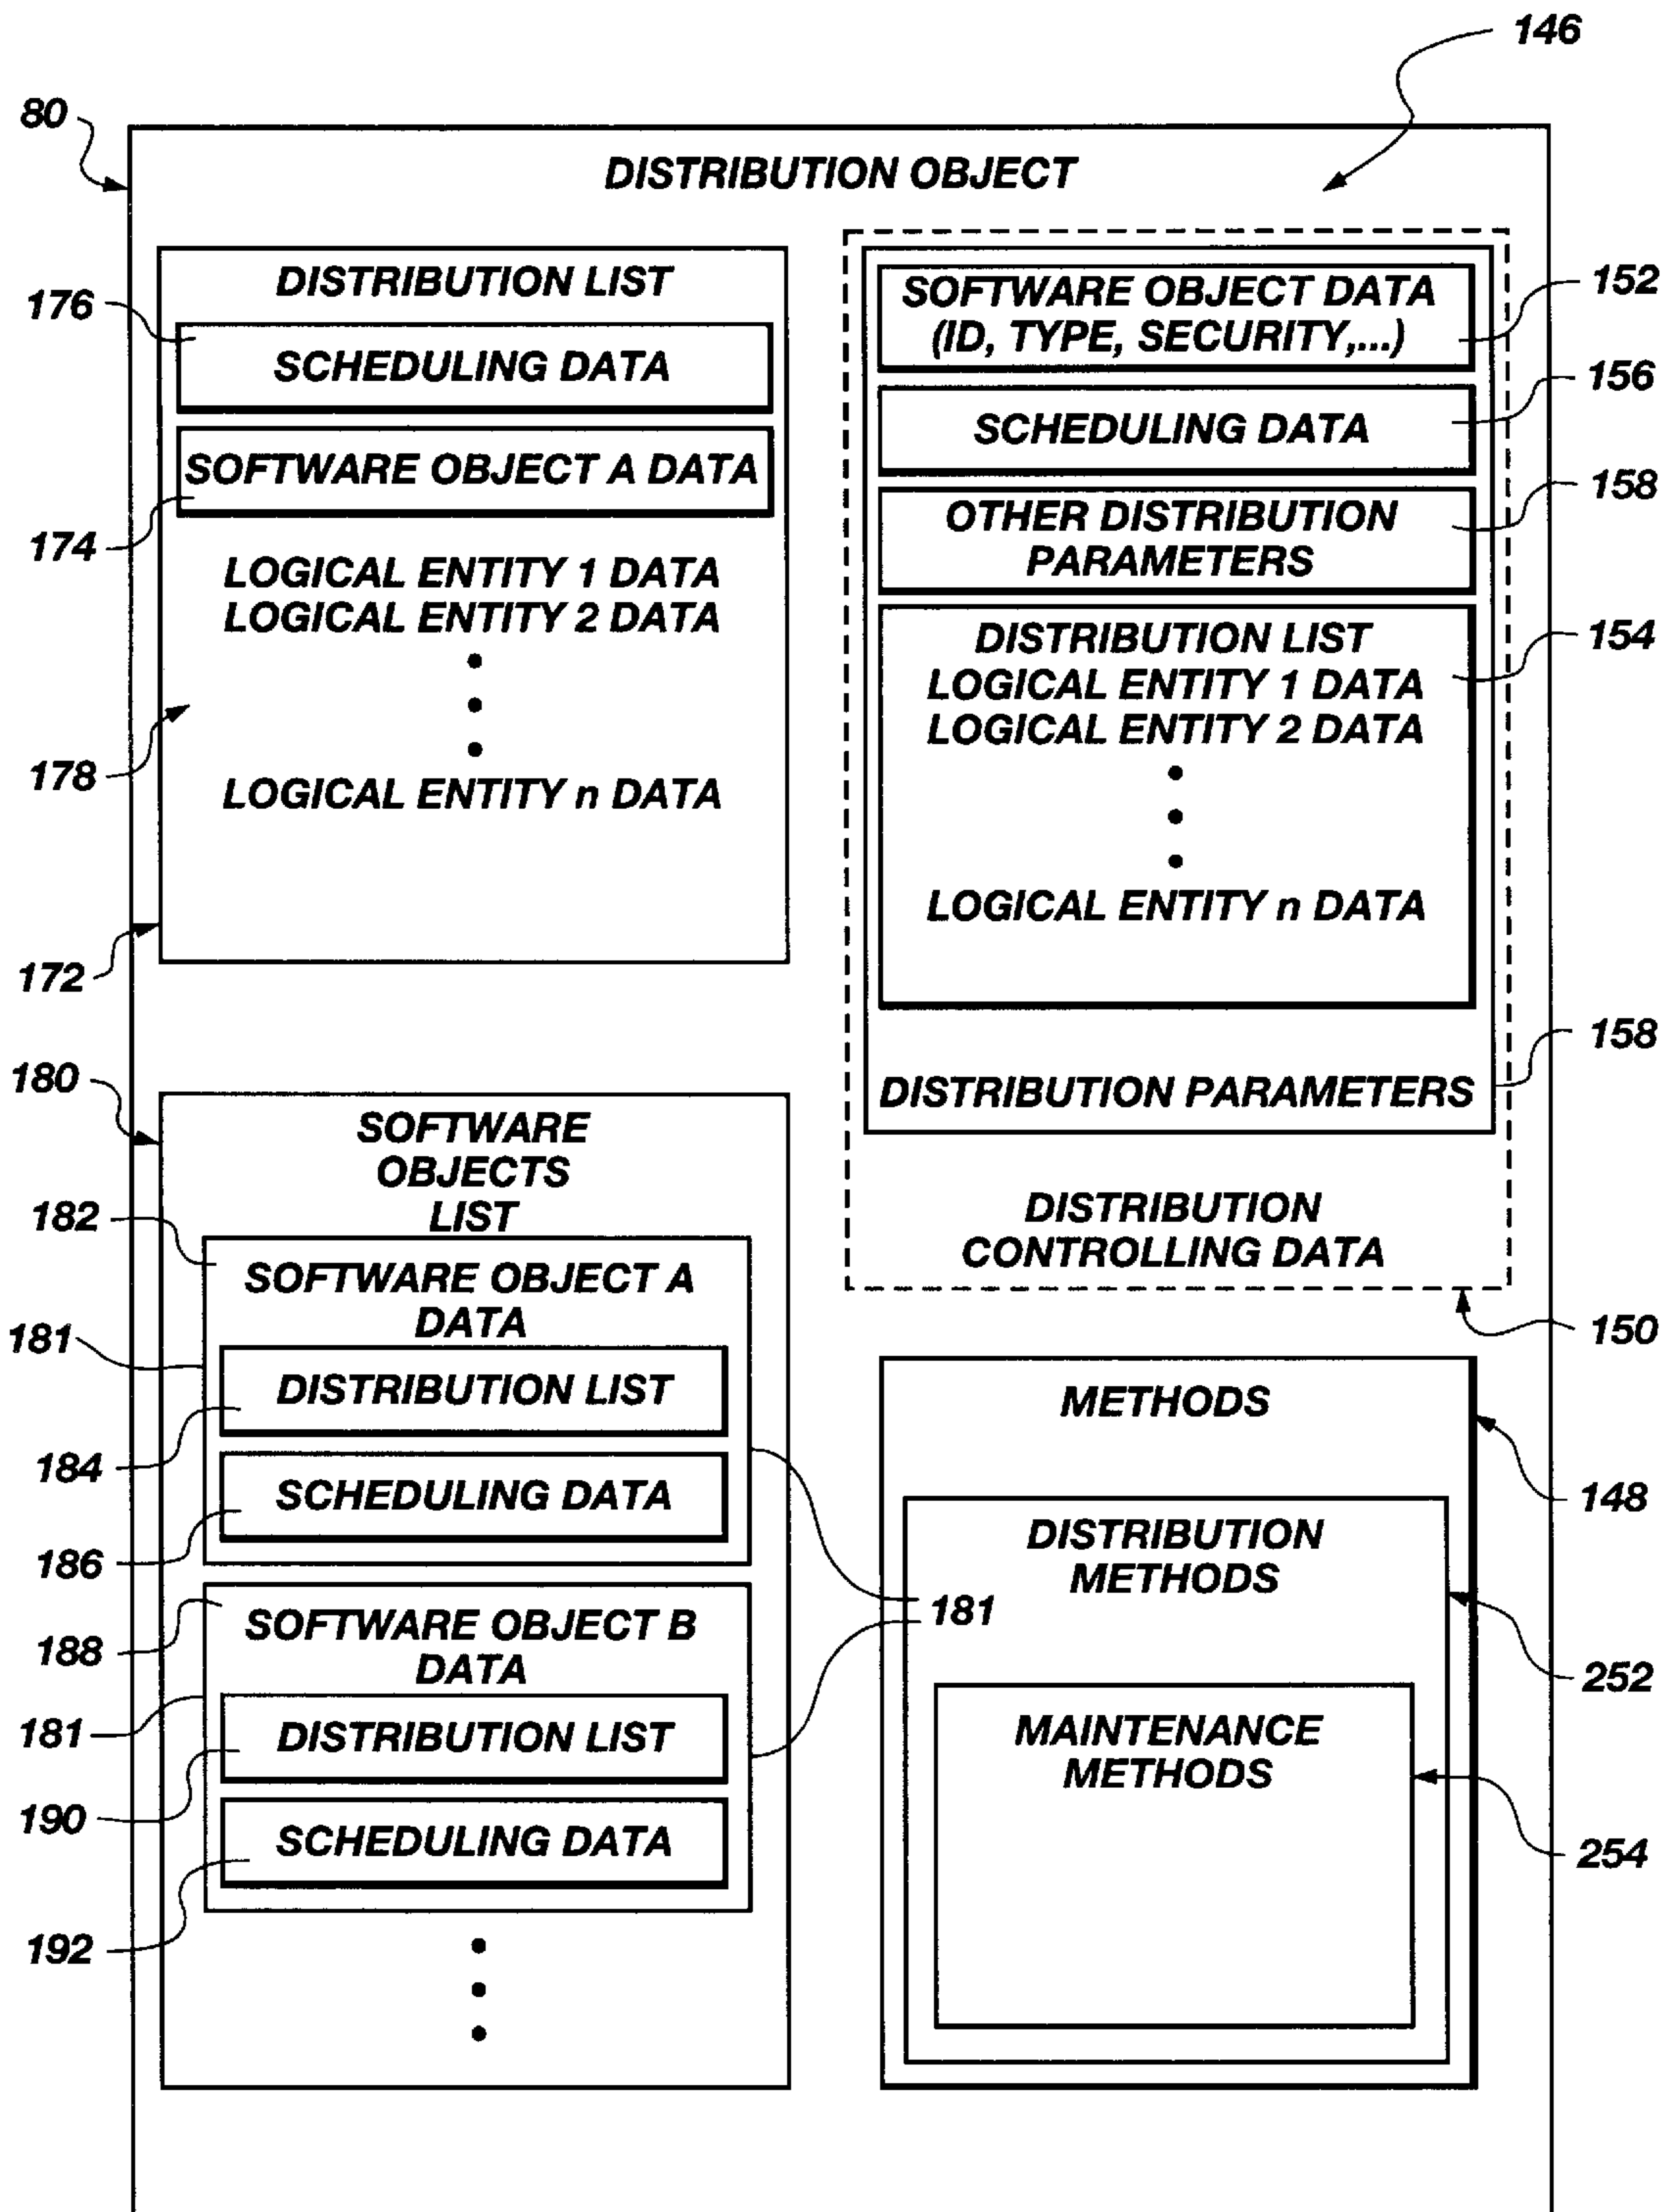 146
80
DISTRIBUTION OBJECT
DISTRIBUTION LIST
176
SCHEDULING DATA
SOFTWARE OBJECT A DATA
174
LOGICAL ENTITY 1 DATA
LOGICAL ENTITY 2 DATA
178
LOGICAL ENTITY n DATA
172
SOFTWARE OBJECT DATA
(ID, TYPE, SECURITY,...)
152
156
SCHEDULING DATA
158
OTHER DISTRIBUTION
PARAMETERS
154
DISTRIBUTION LIST
LOGICAL ENTITY 1 DATA
LOGICAL ENTITY 2 DATA
LOGICAL ENTITY n DATA
158
DISTRIBUTION PARAMETERS
DISTRIBUTION
CONTROLLING DATA
150
180
SOFTWARE
OBJECTS
LIST
182
SOFTWARE OBJECT A
DATA
181
DISTRIBUTION LIST
184
SCHEDULING DATA
186
181
SOFTWARE OBJECT B
DATA
188
181
DISTRIBUTION LIST
190
SCHEDULING DATA
192
METHODS
148
DISTRIBUTION
METHODS
252
MAINTENANCE
METHODS
254